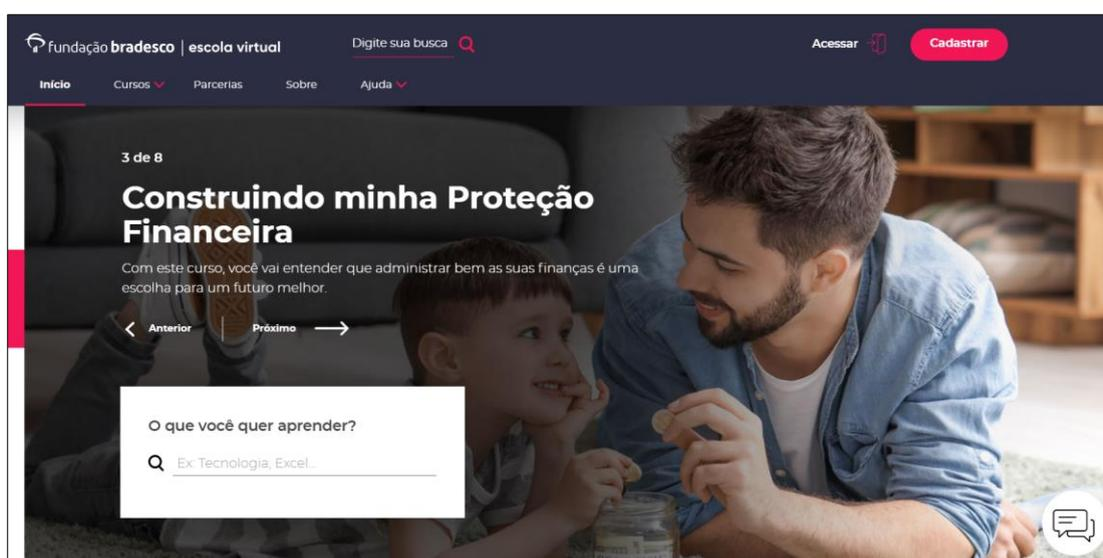 fundação bradesco | escola virtual
Digite sua busca
Acessar
Cadastrar
Início
Cursos
Parcerias
Sobre
Ajuda
3 de 8
Construindo minha Proteção
Financeira
Com este curso, você vai entender que administrar bem as suas finanças é uma
escolha para um futuro melhor.
Anterior
Próximo
O que você quer aprender?
Ex: Tecnologia, Excel...